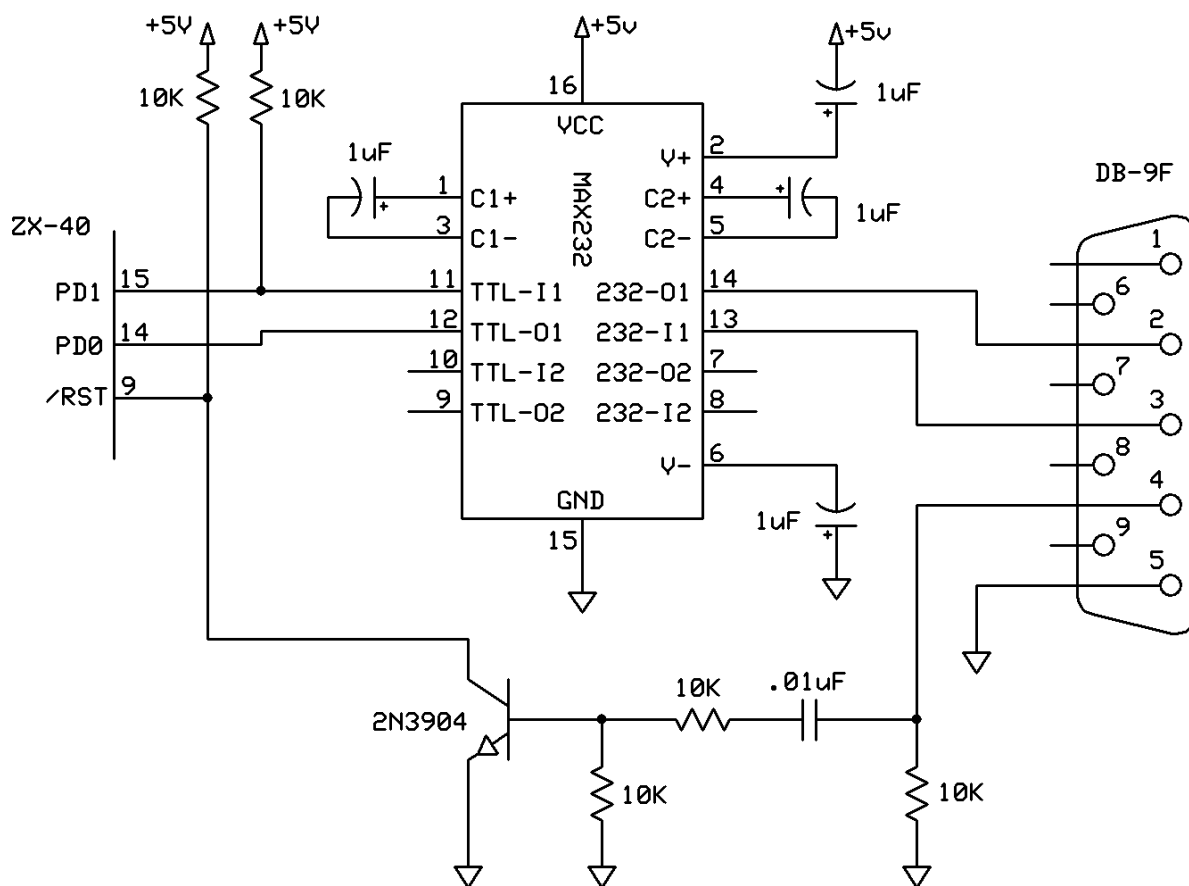 +5V
+5V
+5v
+5v
10K
10K
16
1uF
VCC
2
V+
1uF
MAX232
DB-9F
1
C1+
C2+
4
1uF
ZX-40
3
C1-
C2-
5
1
15
11
TTL-I1
232-O1
14
6
PD1
14
12
TTL-O1
232-I1
13
2
PD0
10
TTL-I2
232-O2
7
7
9
/RST
9
TTL-O2
232-I2
8
3
V-
6
8
GND
1uF
4
15
9
5
10K
.01uF
2N3904
10K
10K
+
+
+
+